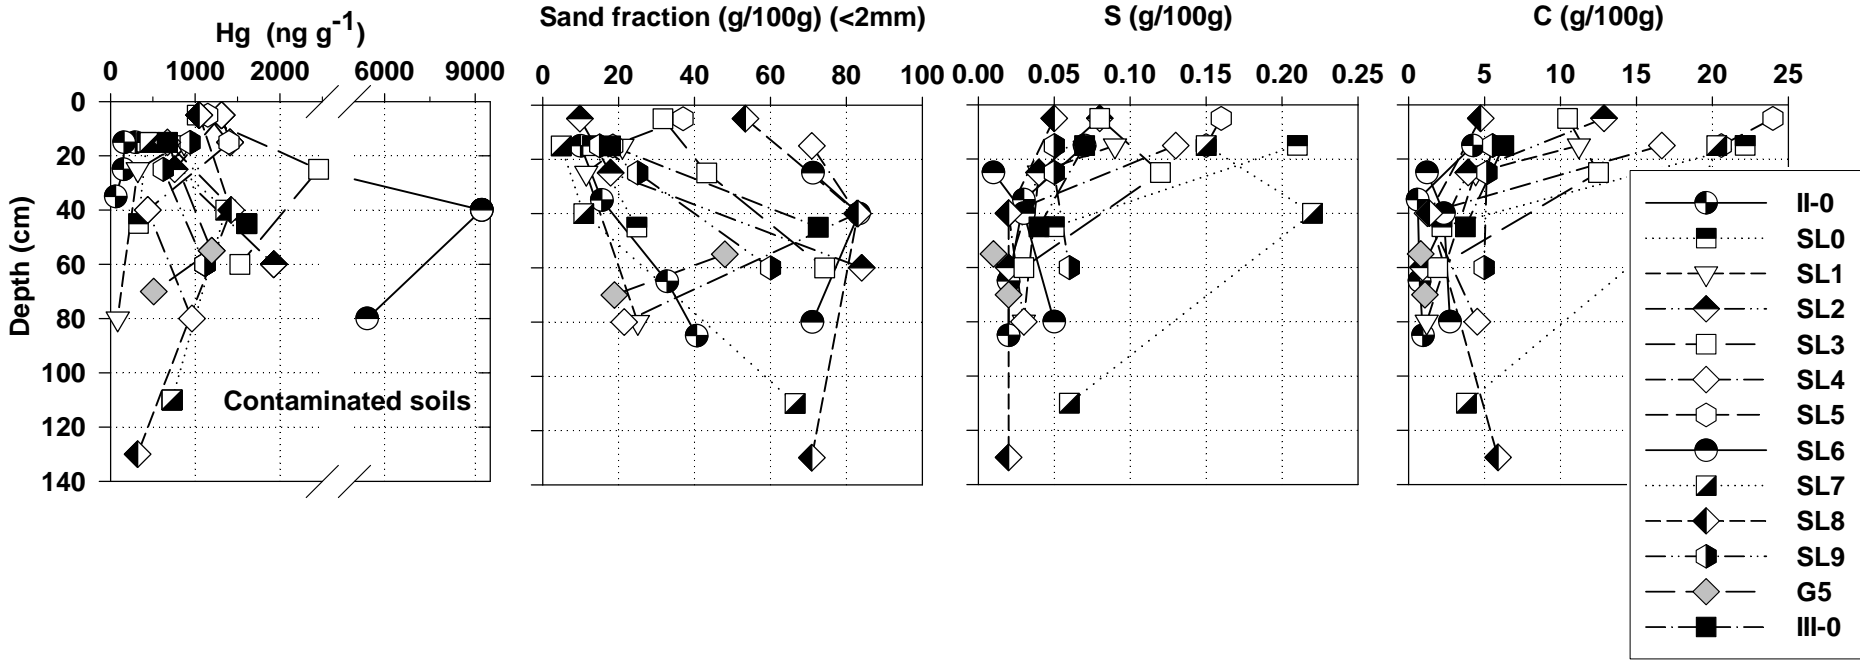 Hg (ng g-1)
Sand fraction (g/100g) (<2mm)
S (g/100g)
C (g/100g)
0 1000 2000 6000 9000
0 20 40 60 80 100
0.00 0.05 0.10 0.15 0.20 0.25
0 5 10 15 20 25
Depth (cm)
0
20
40
60
80
100
120
140
Contaminated soils
II-0
SL0
SL1
SL2
SL3
SL4
SL5
SL6
SL7
SL8
SL9
G5
III-0